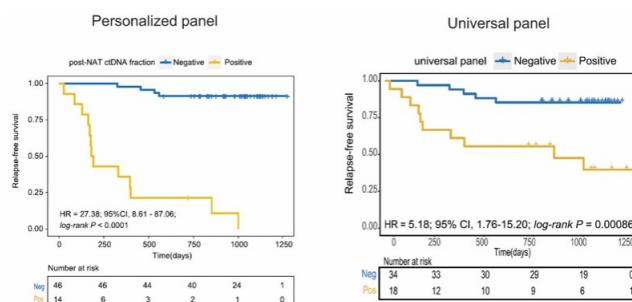 Personalized panel
post-NAT ctDNA fraction Negative Positive
Relapse-free survival
1.00
0.75
0.50
0.25
0.00
HR = 27.38; 95%CI, 8.61 - 87.06;
log-rank P < 0.0001
0 250 500 750 1000 1250
Time(days)
Number at risk
Neg 46 46 44 40 24 1
Pos 14 6 3 2 1 0
Universal panel
universal panel Negative Positive
Relapse-free survival
1.00
0.75
0.50
0.25
0.00
HR = 5.18; 95% CI, 1.76-15.20; log-rank P = 0.00086
0 250 500 750 1000 1250
Time(days)
Number at risk
Neg 34 33 30 29 19
Pos 18 12 10 9 6